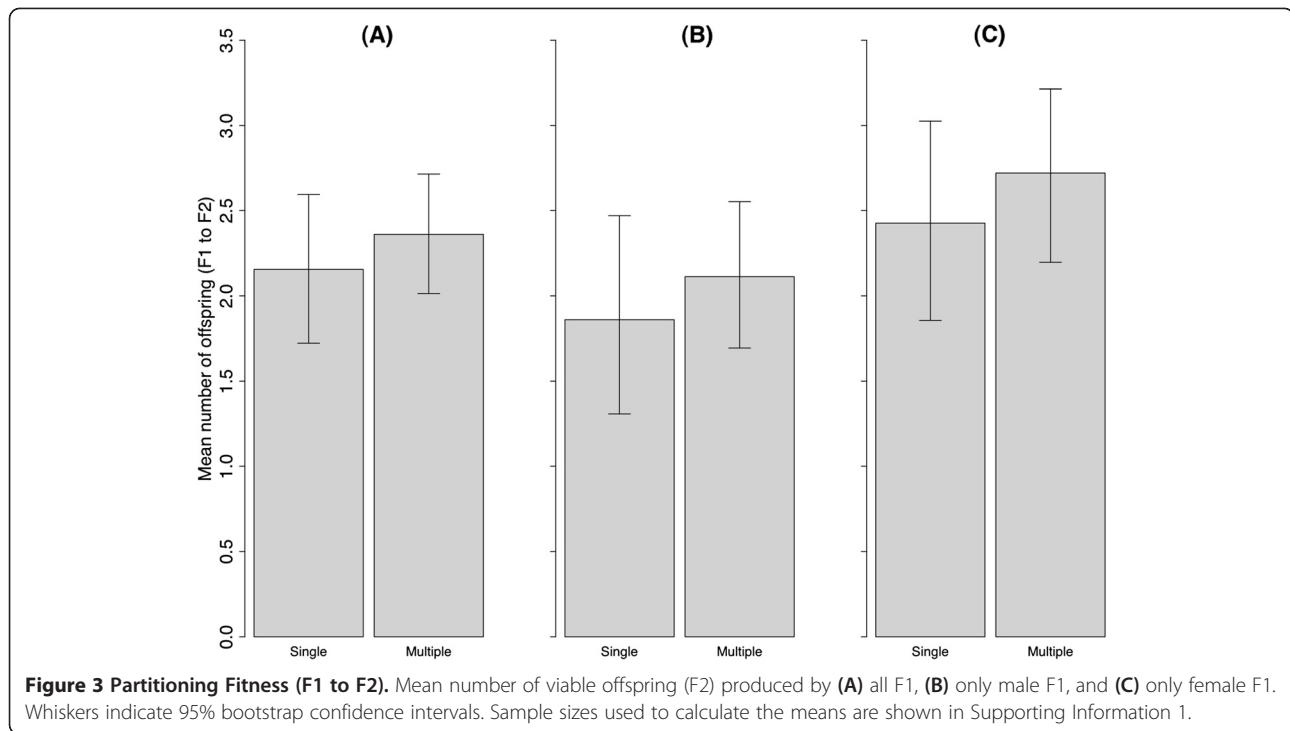 (A) (B) (C)
Mean number of offspring (F1 to F2)
3.5
3.0
2.5
2.0
1.5
1.0
0.5
0.0
Single Multiple Single Multiple Single Multiple
Figure 3 Partitioning Fitness (F1 to F2). Mean number of viable offspring (F2) produced by (A) all F1, (B) only male F1, and (C) only female F1.
Whiskers indicate 95% bootstrap confidence intervals. Sample sizes used to calculate the means are shown in Supporting Information 1.